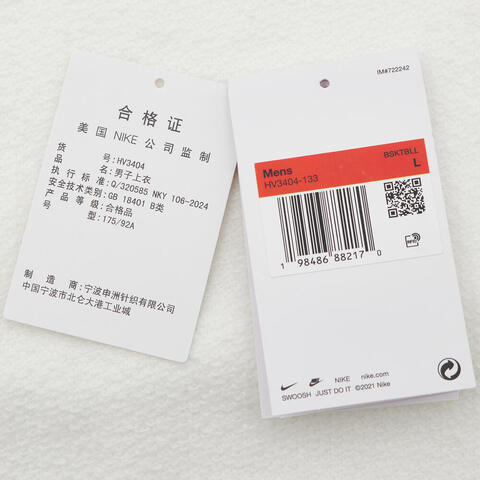 合格证
美国 NIKE 公司监制
货 号: HV3404
品 名: 男子上衣
执行标准: Q/320585 NKY 106-2024
安全技术类别: GB 18401 B类
产品等级: 合格品
号 型: 175/92A
制造商: 宁波申洲针织有限公司
中国宁波市北仑大港工业城
IM#722242
BSKTBLL
Mens L
HV3404-133
1 98486 88217 0
RFID
NIKE nike.com
SWOOSH JUST DO IT ©2021 Nike